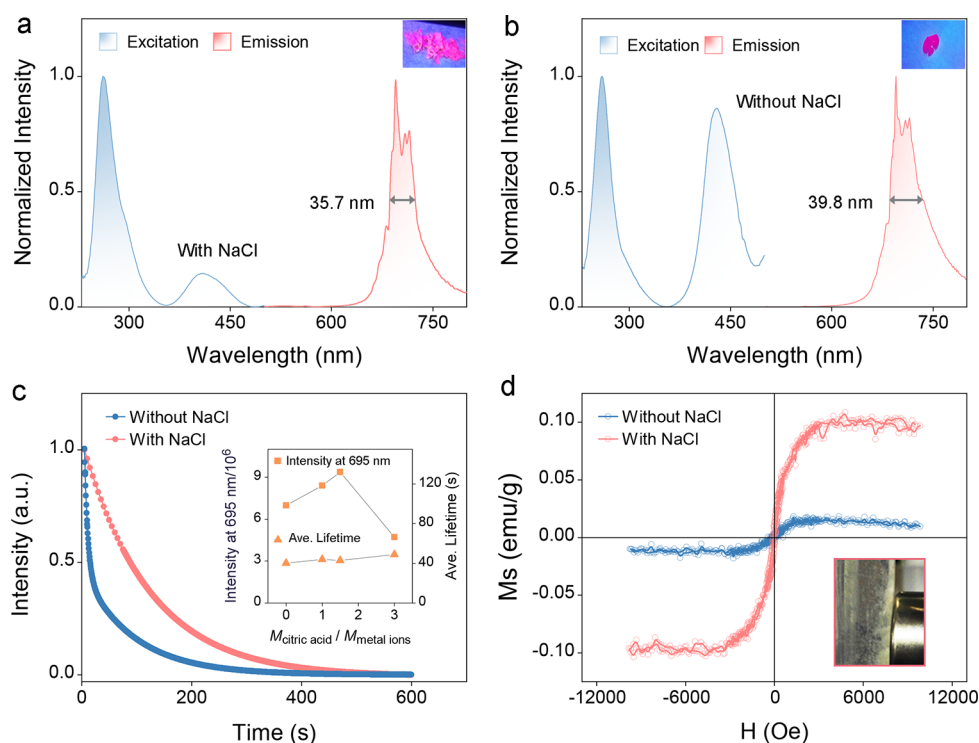 a
Excitation
Emission
1.0
0.5
0.0
Normalized Intensity
With NaCl
35.7 nm
300
450
600
750
Wavelength (nm)
b
Excitation
Emission
1.0
0.5
0.0
Normalized Intensity
Without NaCl
39.8 nm
300
450
600
750
Wavelength (nm)
c
Without NaCl
With NaCl
1.0
0.5
0.0
Intensity (a.u.)
0
200
400
600
Time (s)
Intensity at 695 nm
Ave. Lifetime
9
6
3
0
Intensity at 695 nm/10⁶
120
80
40
0
Ave. Lifetime (s)
0
1
2
3
Mcitric acid / Mmetal ions
d
Without NaCl
With NaCl
0.10
0.05
0.00
-0.05
-0.10
Ms (emu/g)
-12000
-6000
0
6000
12000
H (Oe)